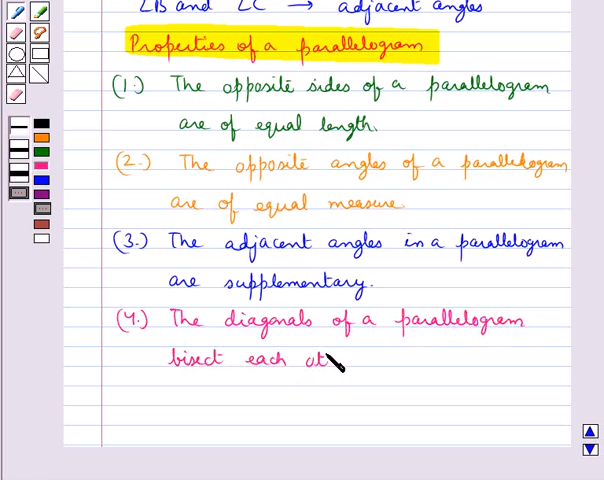 ∠B and ∠C → adjacent angles
Properties of a parallelogram
(1.) The opposite sides of a parallelogram
are of equal length.
(2.) The opposite angles of a parallelogram
are of equal measure.
(3.) The adjacent angles in a parallelogram
are supplementary.
(4.) The diagonals of a parallelogram
bisect each ot